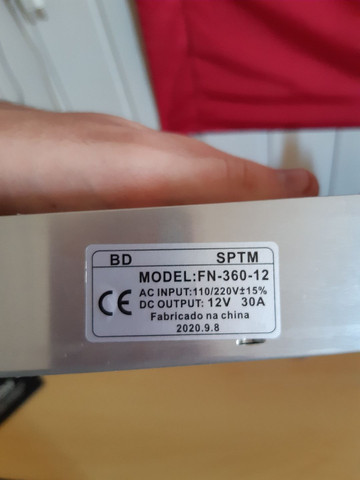 BD SPTM
MODEL:FN-360-12
CE AC INPUT:110/220V±15%
DC OUTPUT: 12V 30A
Fabricado na china
2020.9.8